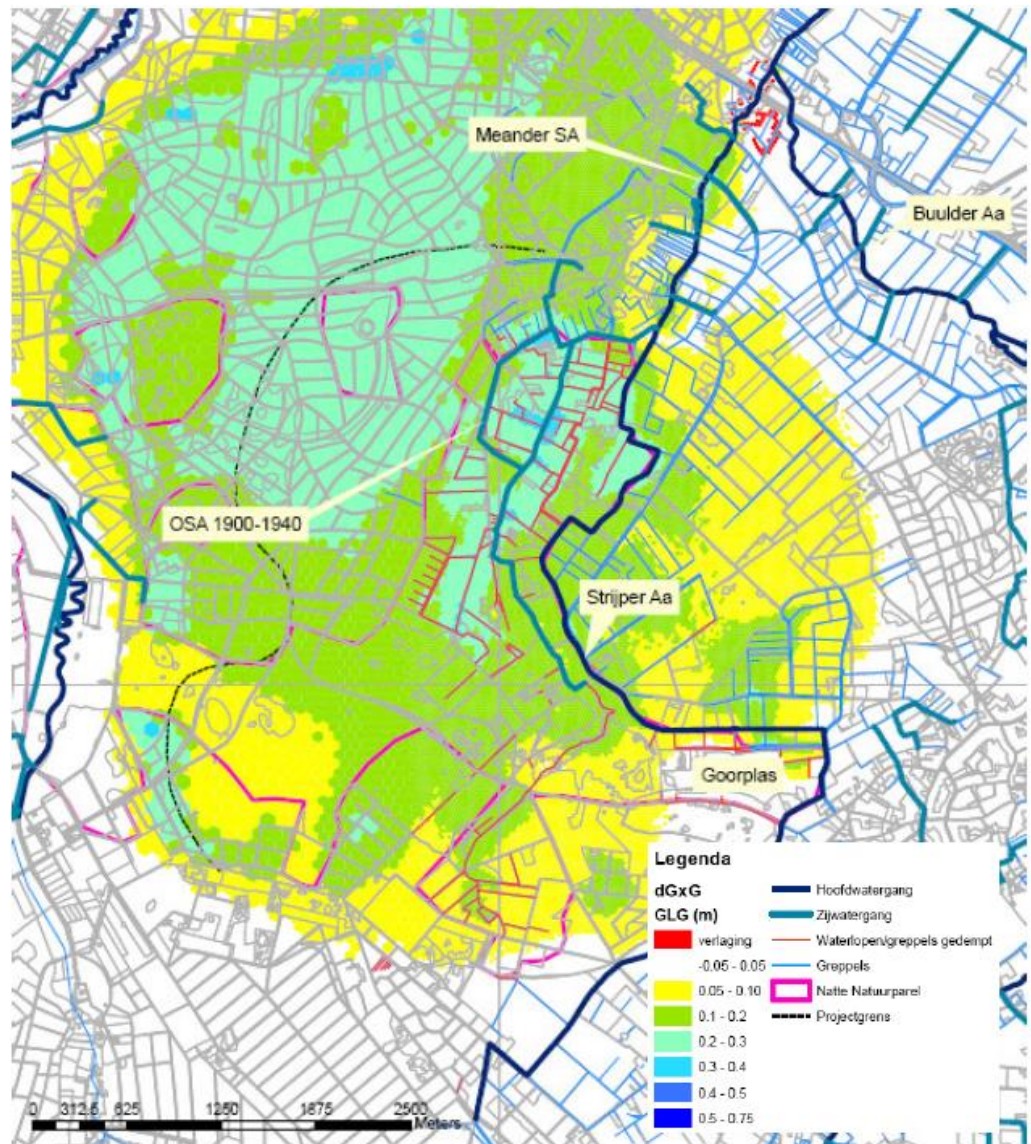 Meander SA
Buulder Aa
OSA 1900-1940
Strijper Aa
Goorplas
Legenda
dGxG
GLG (m)
verlaging
-0.05 - 0.05
0.05 - 0.10
0.1 - 0.2
0.2 - 0.3
0.3 - 0.4
0.4 - 0.5
0.5 - 0.75
Hoofdwatergang
Zijwatergang
Waterlopen/greppels gedempt
Greppels
Natte Natuurparel
Projectgrens
0 312.5 625 1250 1875 2500
Meters